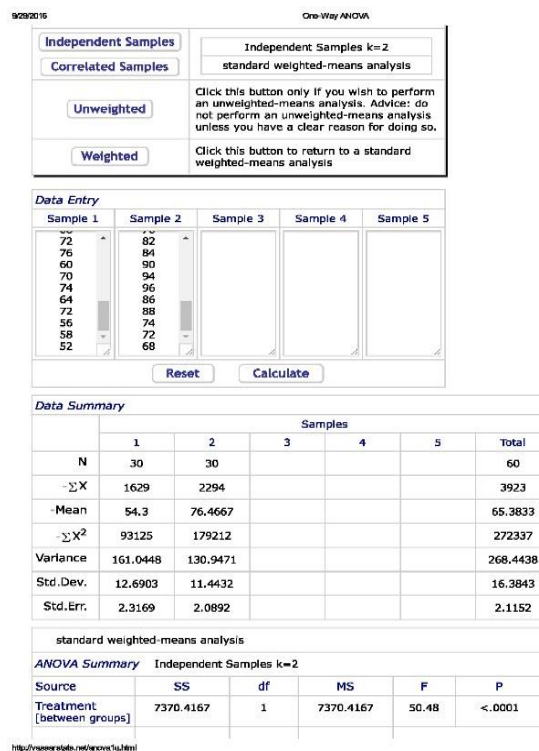 9/29/2016 One-Way ANOVA
Independent Samples
Correlated Samples
Independent Samples k=2
standard weighted-means analysis
Unweighted
Click this button only if you wish to perform
an unweighted-means analysis. Advice: do
not perform an unweighted-means analysis
unless you have a clear reason for doing so.
Weighted
Click this button to return to a standard
weighted-means analysis
Data Entry
Sample 1 Sample 2 Sample 3 Sample 4 Sample 5
72 82
76 84
60 90
70 94
74 96
64 86
72 88
56 74
58 72
52 68
Reset Calculate
Data Summary
Samples
1 2 3 4 5 Total
N 30 30 60
-∑X 1629 2294 3923
-Mean 54.3 76.4667 65.3833
-∑X² 93125 179212 272337
Variance 161.0448 130.9471 268.4438
Std.Dev. 12.6903 11.4432 16.3843
Std.Err. 2.3169 2.0892 2.1152
standard weighted-means analysis
ANOVA Summary Independent Samples k=2
Source SS df MS F P
Treatment
[between groups] 7370.4167 1 7370.4167 50.48 <.0001
http://vassarstats.net/anova1u.html